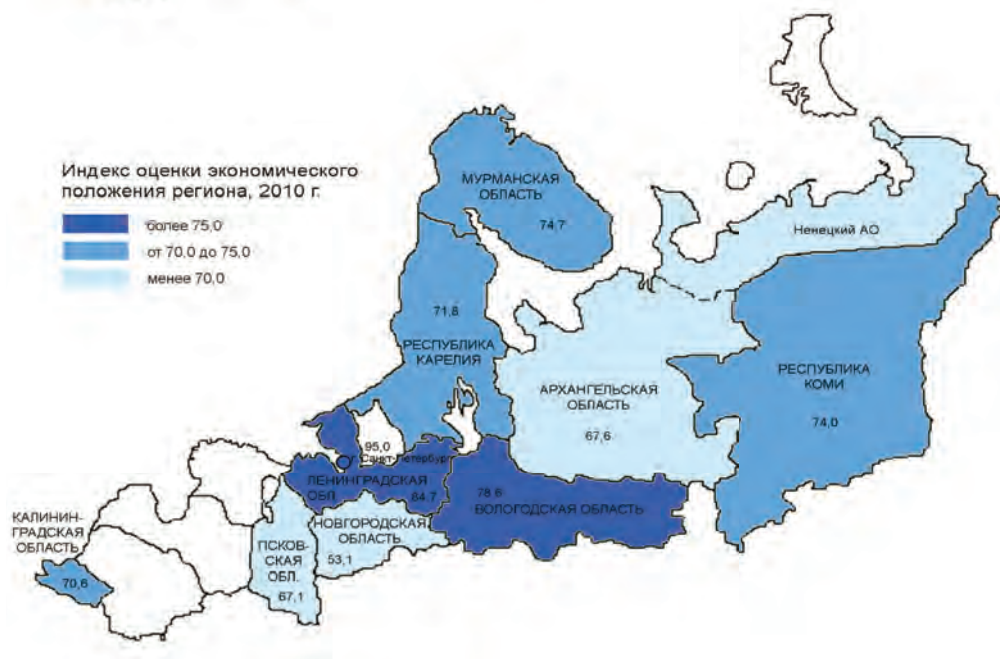 Индекс оценки экономического
положения региона, 2010 г.
более 75,0
от 70,0 до 75,0
менее 70,0
МУРМАНСКАЯ
ОБЛАСТЬ
74,7
Ненецкий АО
71,8
РЕСПУБЛИКА
КАРЕЛИЯ
АРХАНГЕЛЬСКАЯ
ОБЛАСТЬ
67,6
РЕСПУБЛИКА
КОМИ
74,0
95,0
г. Санкт-Петербург
ЛЕНИНГРАДСКАЯ
ОБЛ.
84,7
78,6
ВОЛОГОДСКАЯ ОБЛАСТЬ
НОВГОРОДСКАЯ
ОБЛАСТЬ
53,1
ПСКОВ-
СКАЯ
ОБЛ.
67,1
КАЛИНИН-
ГРАДСКАЯ
ОБЛАСТЬ
70,6